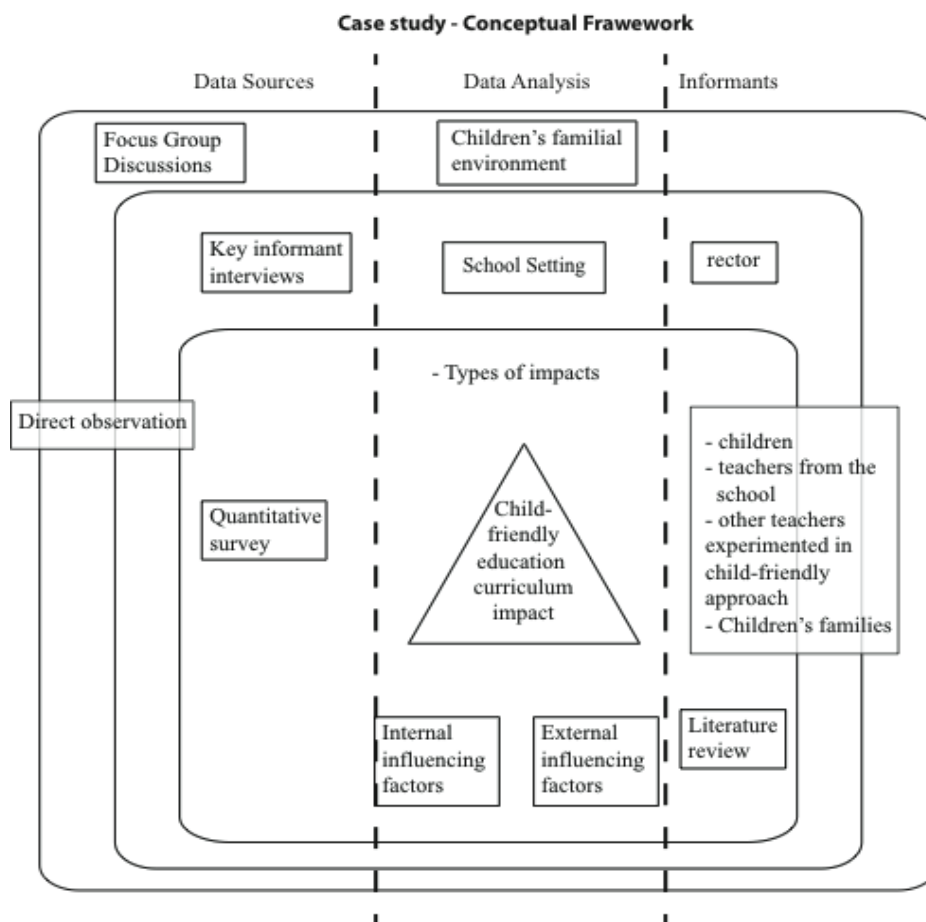 Case study - Conceptual Frawework
Data Sources
Data Analysis
Informants
Focus Group
Discussions
Children's familial
environment
Key informant
interviews
School Setting
rector
- Types of impacts
Direct observation
- children
- teachers from the
school
- other teachers
experimented in
child-friendly
approach
- Children's families
Quantitative
survey
Child-
friendly
education
curriculum
impact
Internal
influencing
factors
External
influencing
factors
Literature
review